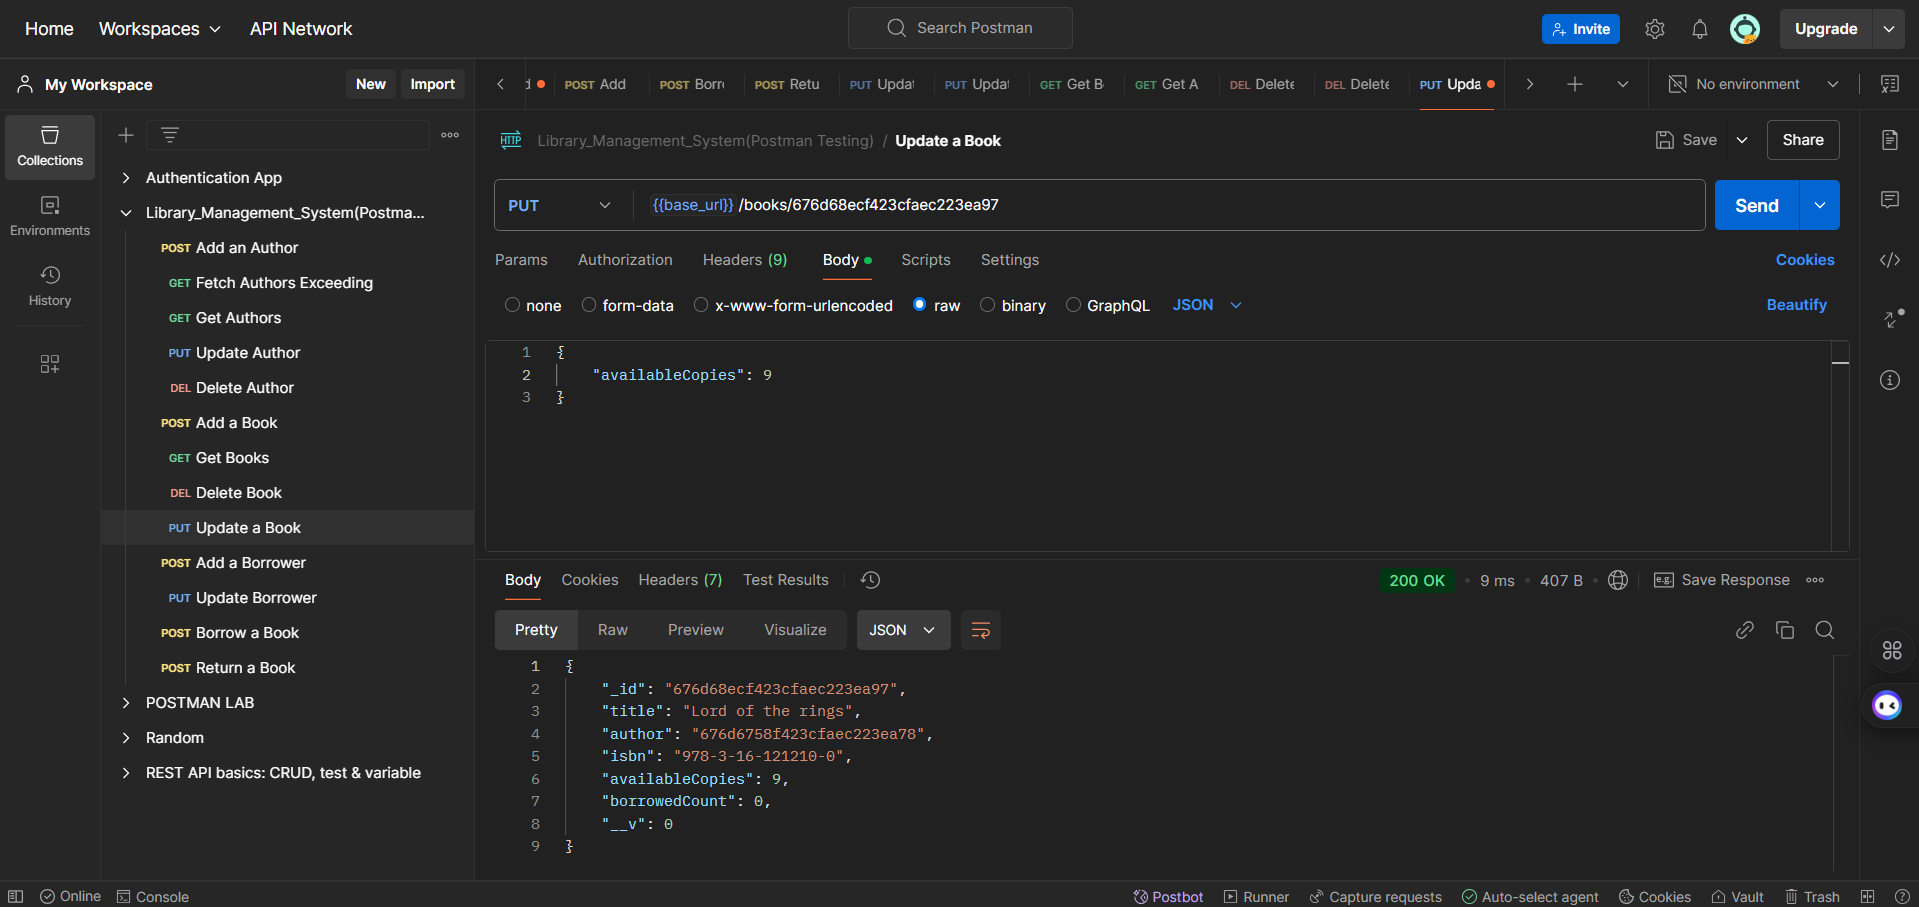 Home Workspaces API Network Search Postman Invite Upgrade
My Workspace New Import
d POST Add POST Borr POST Retu PUT Updat PUT Updat GET Get B GET Get A DEL Delete DEL Delete PUT Upda No environment
Collections
Environments
History
Authentication App
Library_Management_System(Postma...
POST Add an Author
GET Fetch Authors Exceeding
GET Get Authors
PUT Update Author
DEL Delete Author
POST Add a Book
GET Get Books
DEL Delete Book
PUT Update a Book
POST Add a Borrower
PUT Update Borrower
POST Borrow a Book
POST Return a Book
POSTMAN LAB
Random
REST API basics: CRUD, test & variable
HTTP Library_Management_System(Postman Testing) / Update a Book Save Share
PUT {{base_url}}/books/676d68ecf423cfaec223ea97 Send
Params Authorization Headers (9) Body Scripts Settings Cookies
none form-data x-www-form-urlencoded raw binary GraphQL JSON Beautify
1 {
2 "availableCopies": 9
3 }
Body Cookies Headers (7) Test Results 200 OK 9 ms 407 B e.g. Save Response
Pretty Raw Preview Visualize JSON
1 {
2 "_id": "676d68ecf423cfaec223ea97",
3 "title": "Lord of the rings",
4 "author": "676d6758f423cfaec223ea78",
5 "isbn": "978-3-16-121210-0",
6 "availableCopies": 9,
7 "borrowedCount": 0,
8 "__v": 0
9 }
Online Console Postbot Runner Capture requests Auto-select agent Cookies Vault Trash